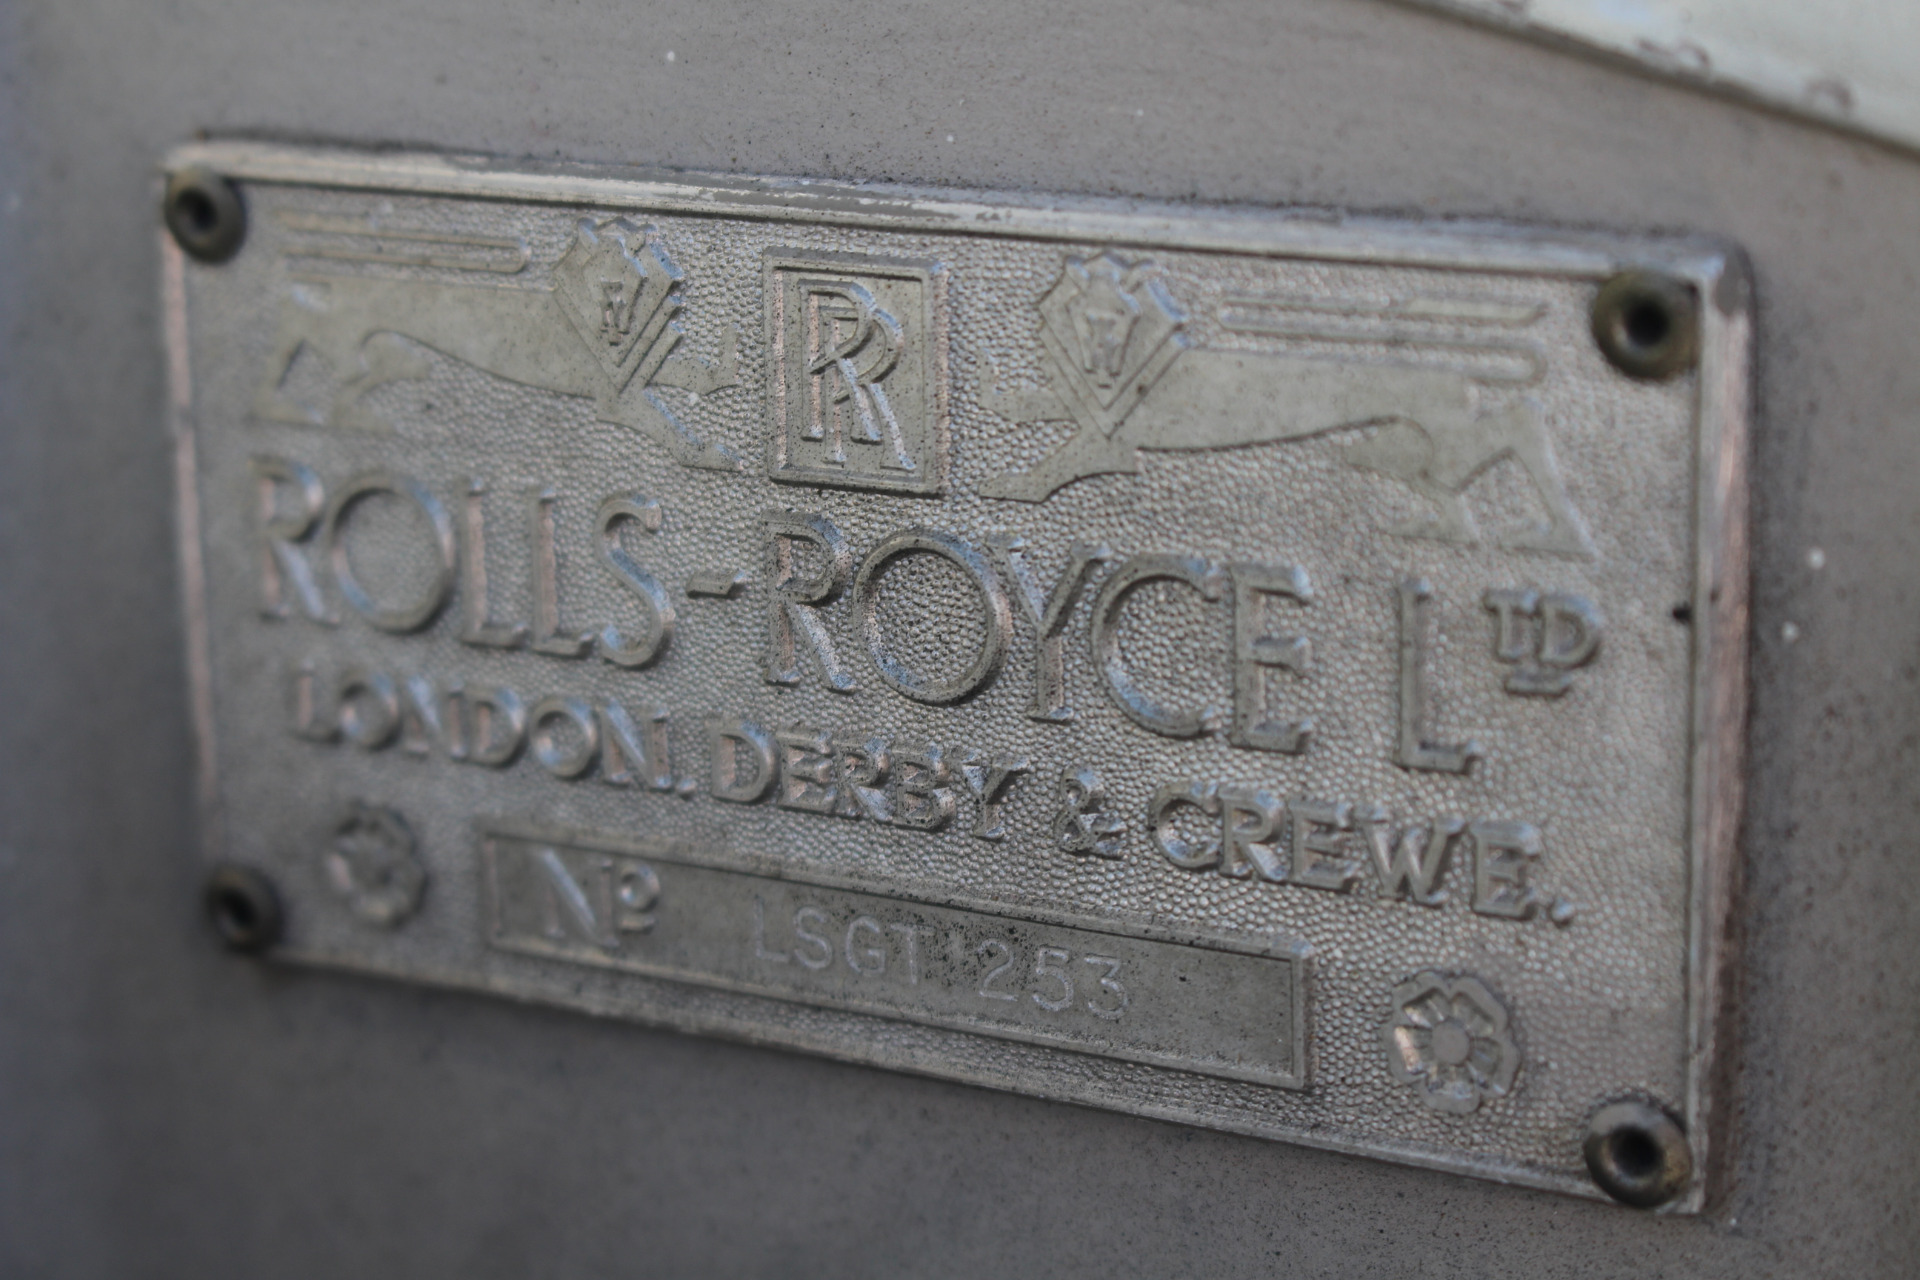 RR
ROLLS-ROYCE LTD
LONDON. DERBY & CREWE.
No LSGT 253